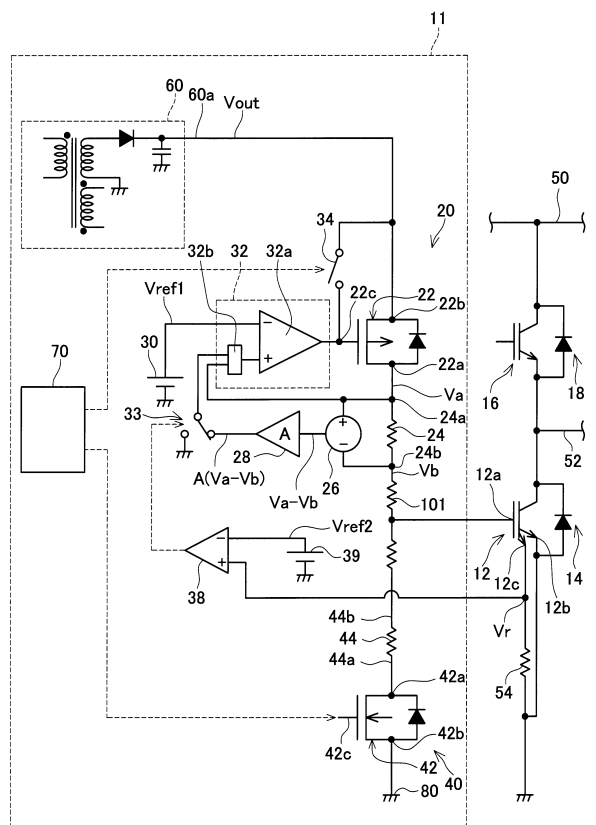 11
60
60a
Vout
50
34
20
32b
32
32a
22c
22
22b
Vref1
70
30
22a
16
18
Va
33
24a
A
24
26
24b
52
28
Vb
A(Va-Vb)
Va-Vb
101
12a
Vref2
12
12c
14
12b
38
39
44b
Vr
44
44a
54
42a
42c
42b
42
40
80